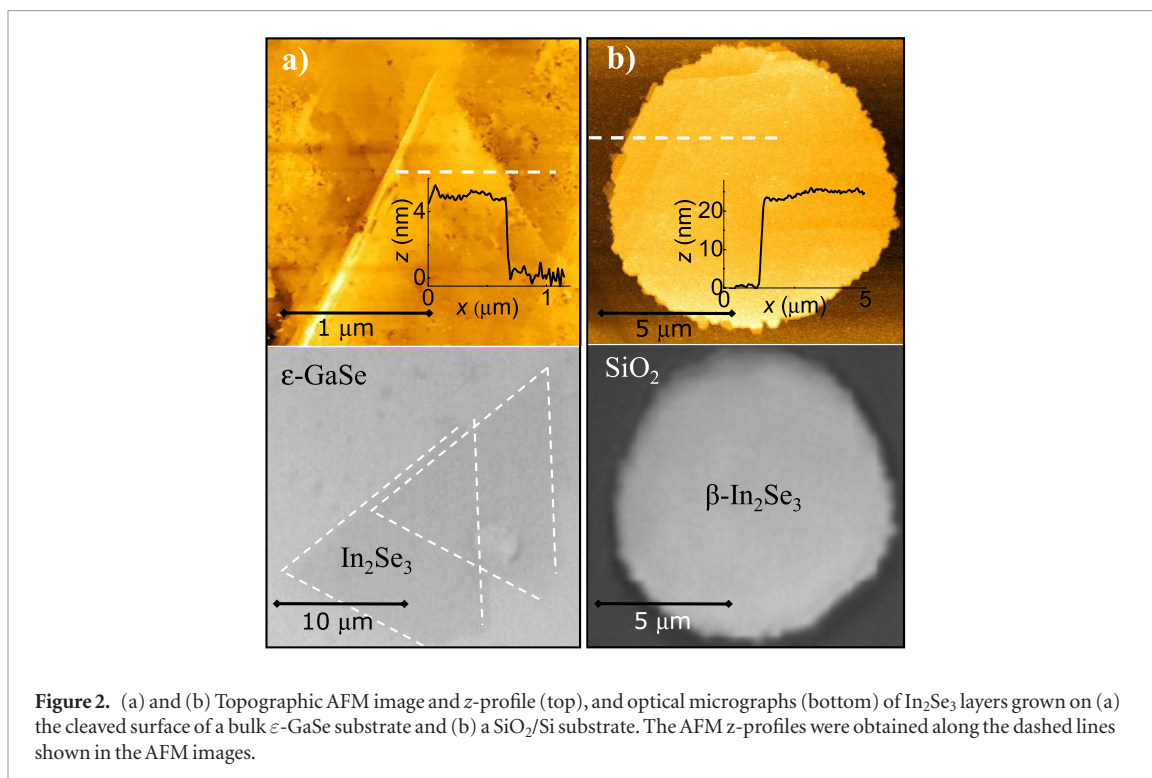 a)
z (nm)
4
0
0
1
x (μm)
1 μm
b)
z (nm)
20
10
0
0
5
x (μm)
5 μm
ε-GaSe
In₂Se₃
10 μm
SiO₂
β-In₂Se₃
5 μm
Figure 2. (a) and (b) Topographic AFM image and z-profile (top), and optical micrographs (bottom) of In₂Se₃ layers grown on (a)
the cleaved surface of a bulk ε-GaSe substrate and (b) a SiO₂/Si substrate. The AFM z-profiles were obtained along the dashed lines
shown in the AFM images.